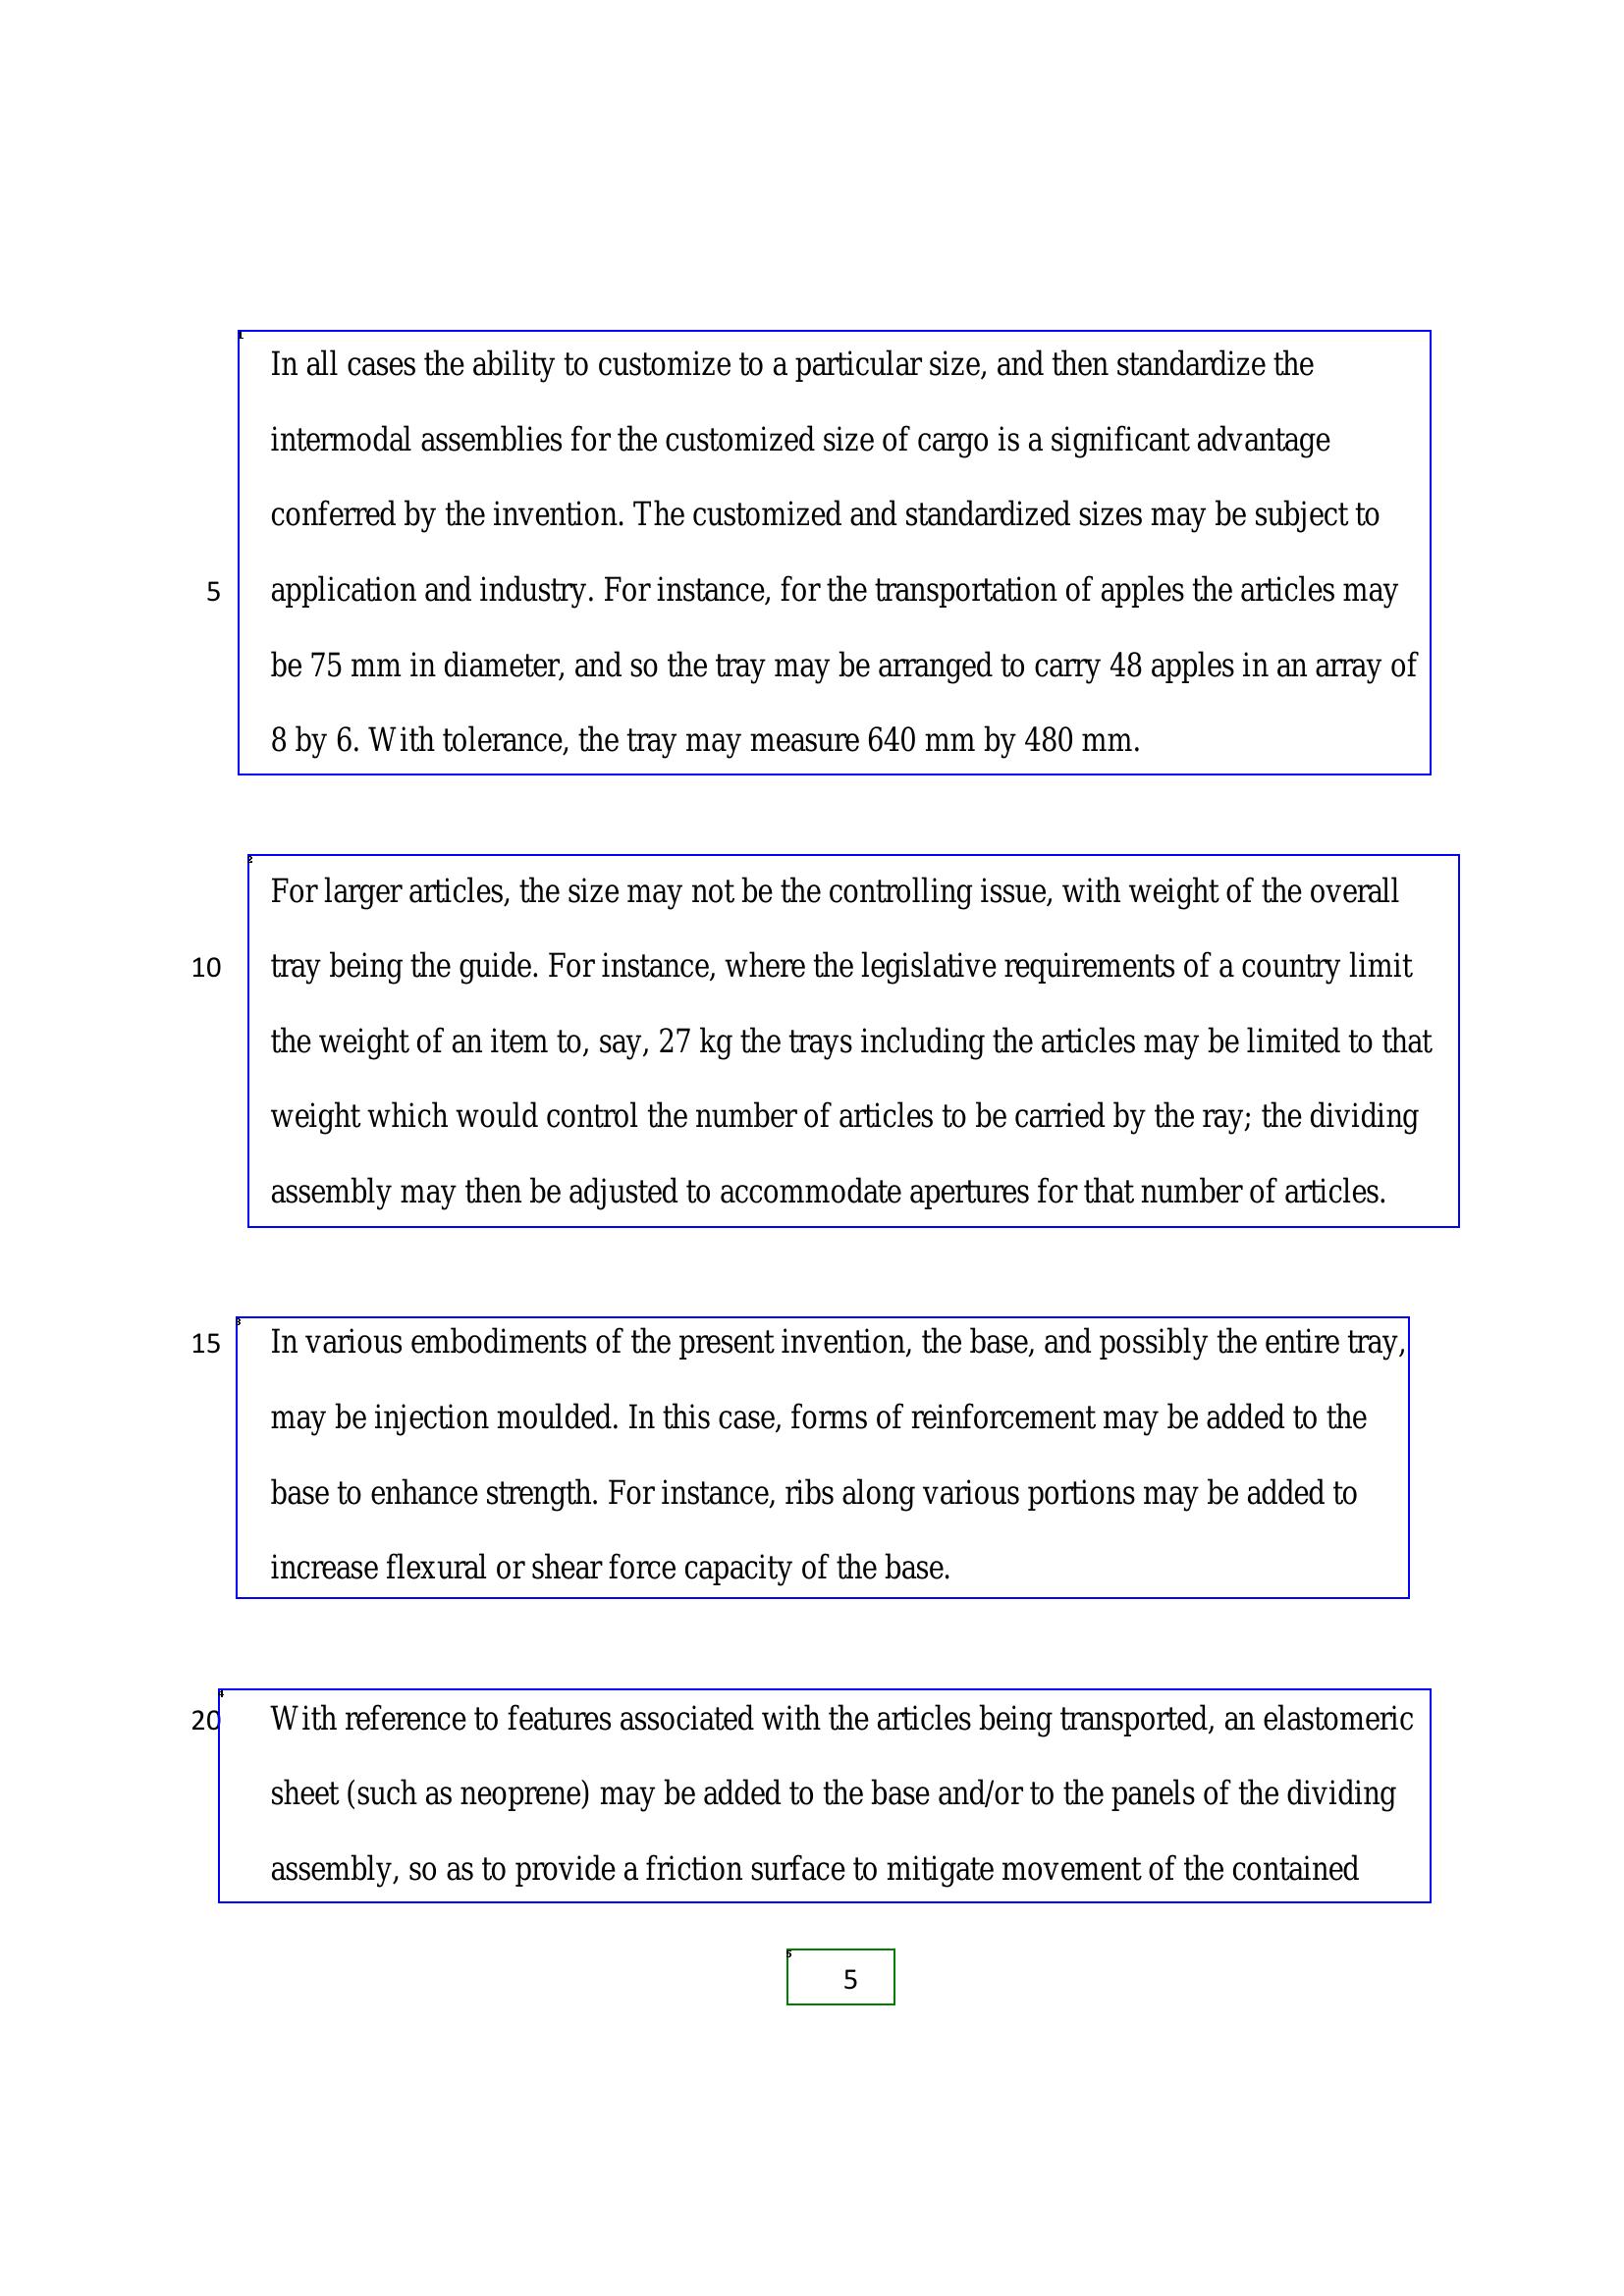 In all cases the ability to customize to a particular size, and then standardize the
intermodal assemblies for the customized size of cargo is a significant advantage
conferred by the invention. The customized and standardized sizes may be subject to
5 application and industry. For instance, for the transportation of apples the articles may
be 75 mm in diameter, and so the tray may be arranged to carry 48 apples in an array of
8 by 6. With tolerance, the tray may measure 640 mm by 480 mm.
For larger articles, the size may not be the controlling issue, with weight of the overall
10 tray being the guide. For instance, where the legislative requirements of a country limit
the weight of an item to, say, 27 kg the trays including the articles may be limited to that
weight which would control the number of articles to be carried by the ray; the dividing
assembly may then be adjusted to accommodate apertures for that number of articles.
15 In various embodiments of the present invention, the base, and possibly the entire tray,
may be injection moulded. In this case, forms of reinforcement may be added to the
base to enhance strength. For instance, ribs along various portions may be added to
increase flexural or shear force capacity of the base.
20 With reference to features associated with the articles being transported, an elastomeric
sheet (such as neoprene) may be added to the base and/or to the panels of the dividing
assembly, so as to provide a friction surface to mitigate movement of the contained
5